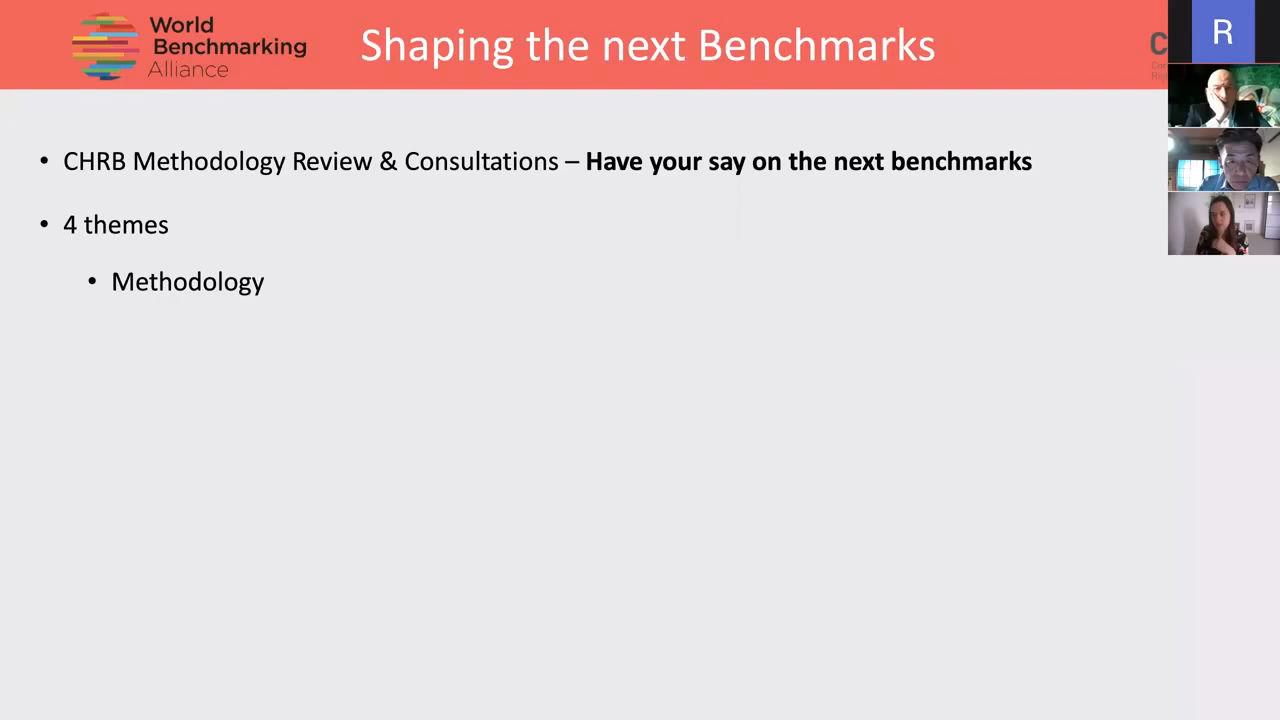 World
Benchmarking
Alliance
Shaping the next Benchmarks
R
• CHRB Methodology Review & Consultations – Have your say on the next benchmarks
• 4 themes
• Methodology